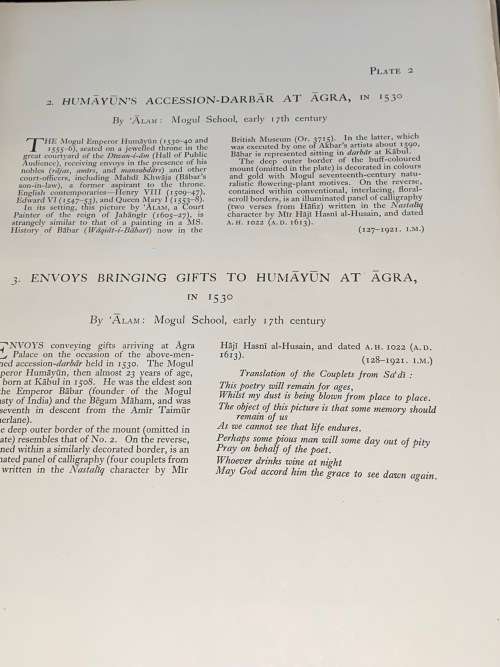 PLATE 2
2. HUMĀYŪN'S ACCESSION-DARBĀR AT ĀGRA, IN 1530
By 'ĀLAM: Mogul School, early 17th century
THE Mogul Emperor Humāyūn (1530-40 and
1555-6), seated on a jewelled throne in the
great courtyard of the Dīwān-i-ām (Hall of Public
Audience), receiving envoys in the presence of his
nobles (rājas, amīrs, and mansabdārs) and other
court-officers, including Mahdi Khwāja (Bābar's
son-in-law), a former aspirant to the throne.
English contemporaries—Henry VIII (1509-47),
Edward VI (1547-53), and Queen Mary I (1553-8).
In its setting, this picture by 'ĀLAM, a Court
Painter of the reign of Jahāngīr (1605-27), is
strangely similar to that of a painting in a MS.
History of Bābar (Wāqiāt-i-Bābarī) now in the
British Museum (Or. 3715). In the latter, which
was executed by one of Akbar's artists about 1590,
Bābar is represented sitting in darbār at Kābul.
The deep outer border of the buff-coloured
mount (omitted in the plate) is decorated in colours
and gold with Mogul seventeenth-century natu-
ralistic flowering-plant motives. On the reverse,
contained within conventional, interlacing, floral-
scroll borders, is an illuminated panel of calligraphy
(two verses from Hāfiz) written in the Nastalīq
character by Mīr Hājī Hasnī al-Husain, and dated
A.H. 1022 (A.D. 1613).
(127-1921. I.M.)
3. ENVOYS BRINGING GIFTS TO HUMĀYŪN AT ĀGRA,
IN 1530
By 'ĀLAM: Mogul School, early 17th century
ENVOYS conveying gifts arriving at Āgra
Palace on the occasion of the above-men-
ned accession-darbār held in 1530. The Mogul
peror Humāyūn, then almost 23 years of age,
born at Kābul in 1508. He was the eldest son
he Emperor Bābar (founder of the Mogul
asty of India) and the Bēgam Māham, and was
seventh in descent from the Amīr Taimūr
nerlane).
e deep outer border of the mount (omitted in
ate) resembles that of No. 2. On the reverse,
ned within a similarly decorated border, is an
nated panel of calligraphy (four couplets from
written in the Nastalīq character by Mīr
Hājī Hasnī al-Husain, and dated A.H. 1022 (A.D.
1613).
(128-1921. I.M.)
Translation of the Couplets from Sa'dī :
This poetry will remain for ages,
Whilst my dust is being blown from place to place.
The object of this picture is that some memory should
remain of us
As we cannot see that life endures.
Perhaps some pious man will some day out of pity
Pray on behalf of the poet.
Whoever drinks wine at night
May God accord him the grace to see dawn again.